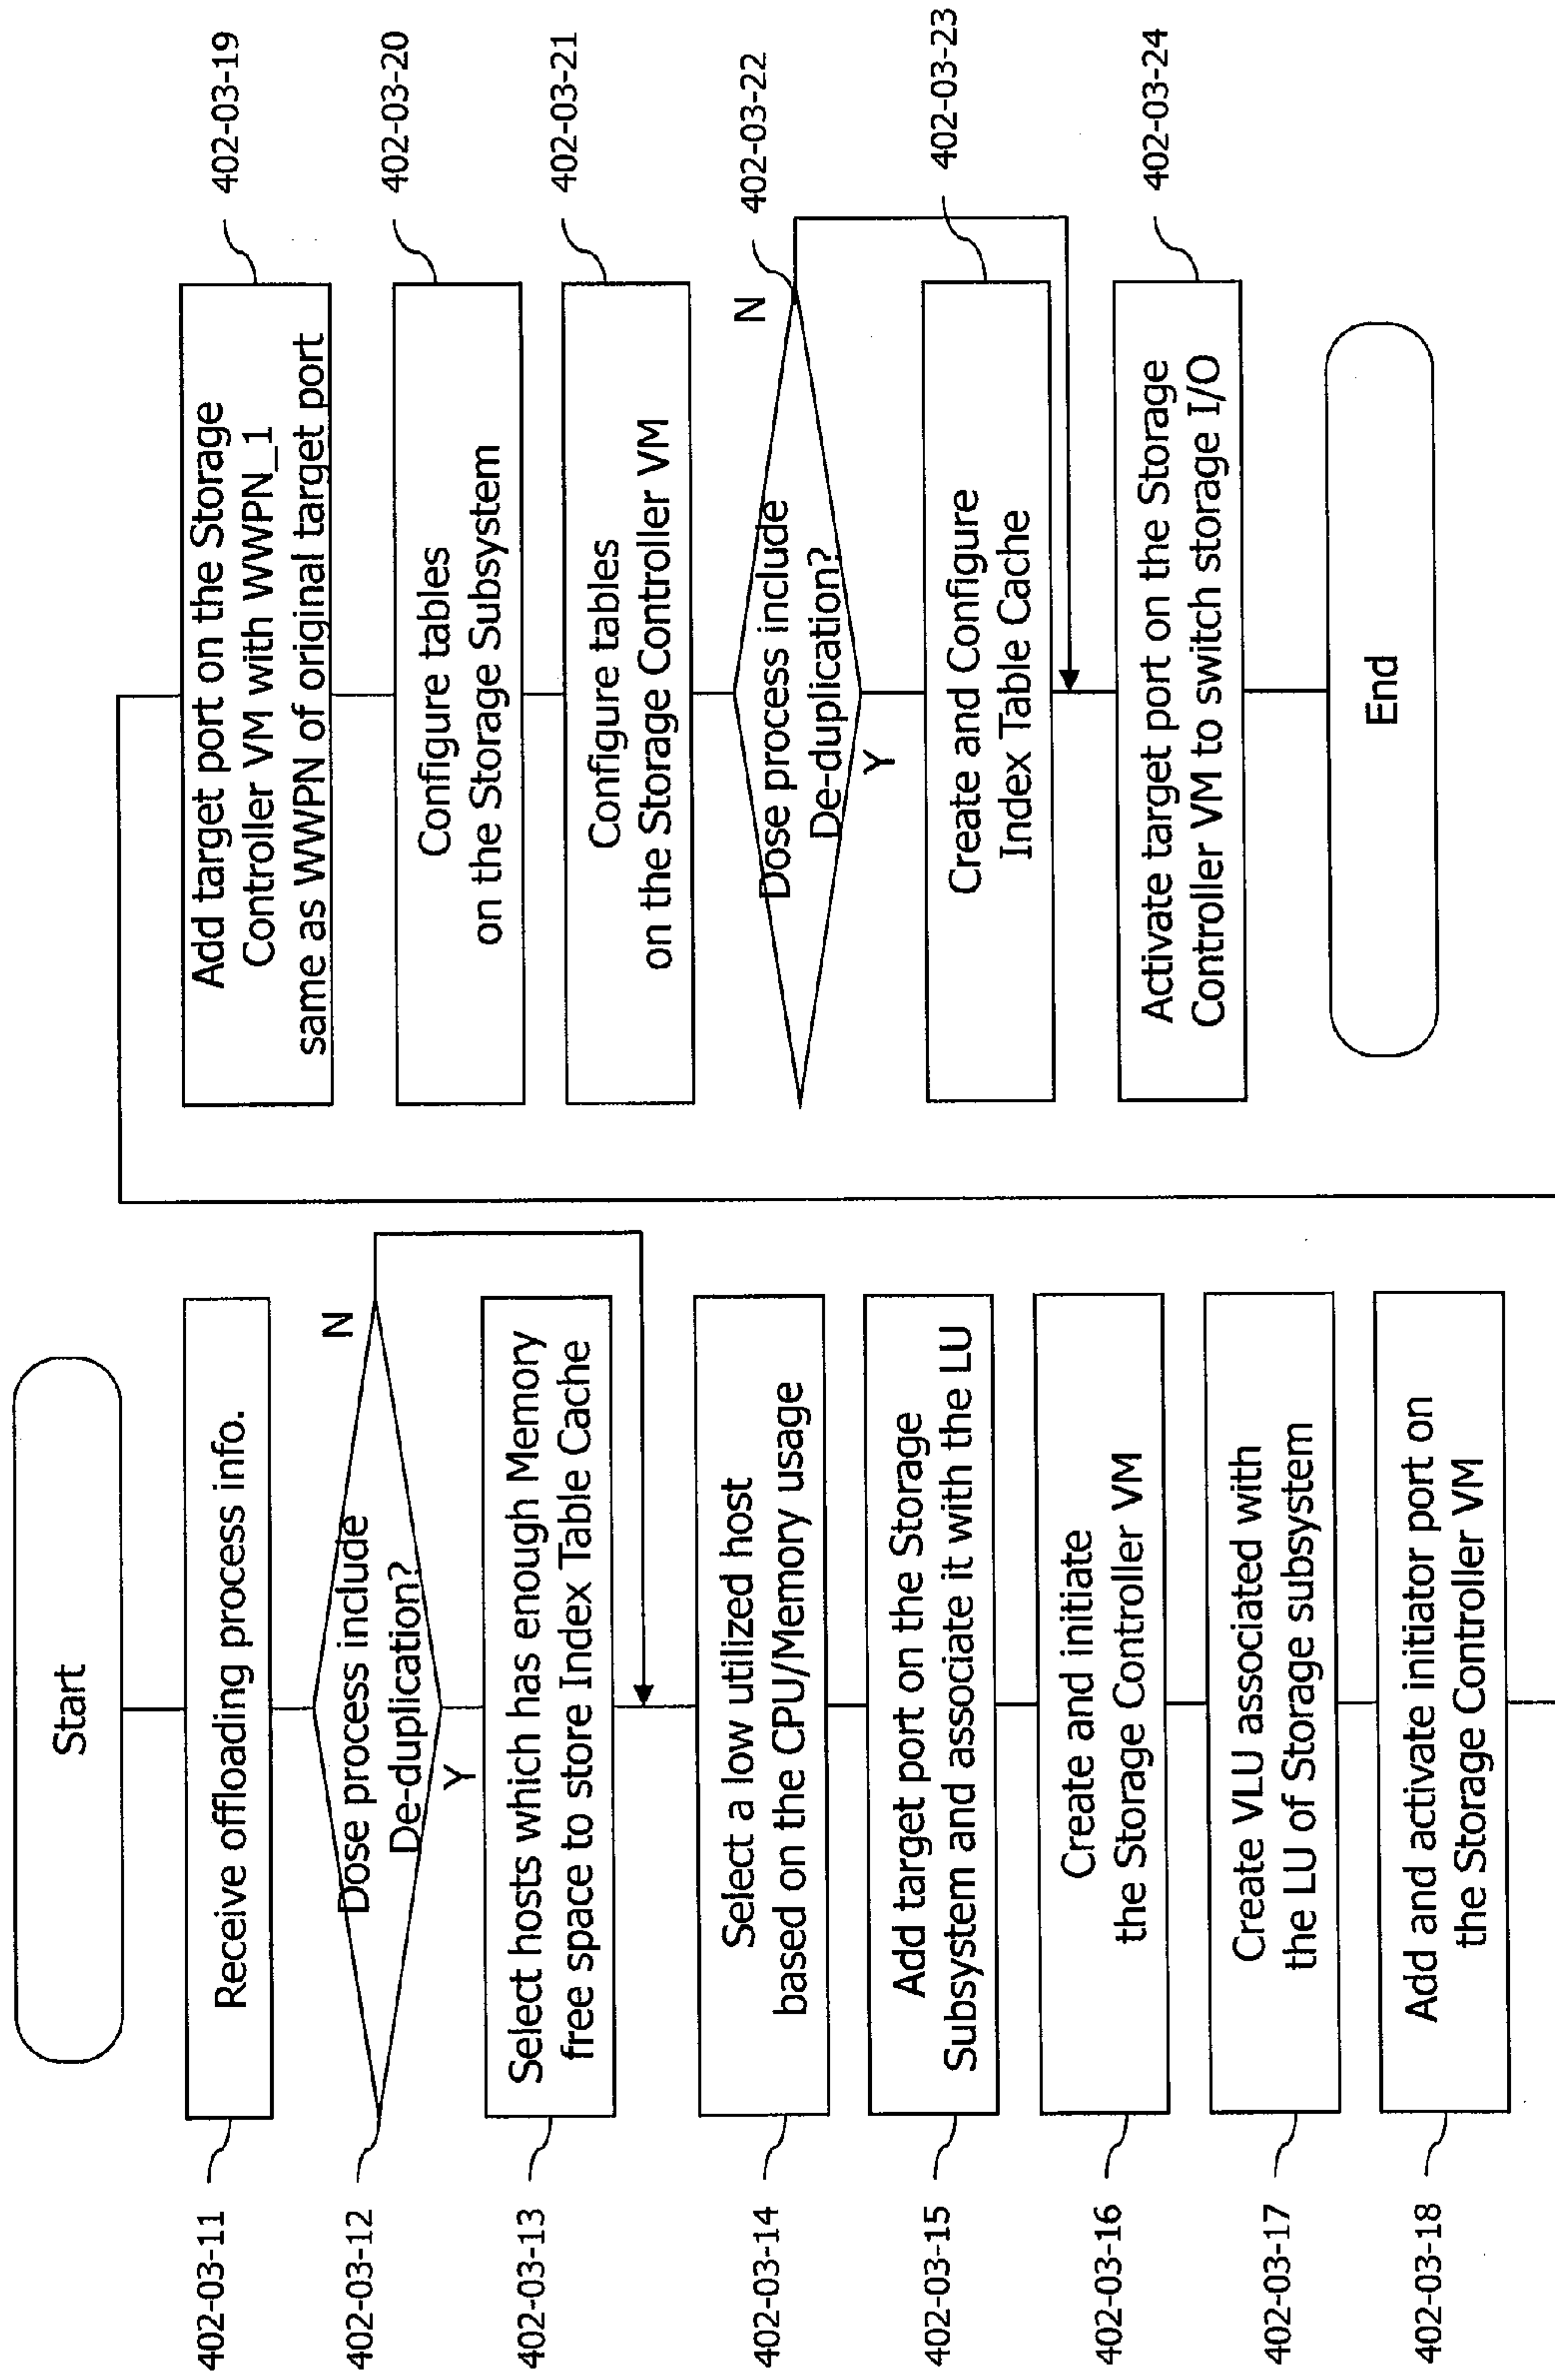 Start
402-03-11
Receive offloading process info.
402-03-12
Dose process include
De-duplication?
N
Y
402-03-13
Select hosts which has enough Memory
free space to store Index Table Cache
402-03-14
Select a low utilized host
based on the CPU/Memory usage
402-03-15
Add target port on the Storage
Subsystem and associate it with the LU
402-03-16
Create and initiate
the Storage Controller VM
402-03-17
Create VLU associated with
the LU of Storage subsystem
402-03-18
Add and activate initiator port on
the Storage Controller VM
Add target port on the Storage
Controller VM with WWPN_1
same as WWPN of original target port
402-03-19
Configure tables
on the Storage Subsystem
402-03-20
Configure tables
on the Storage Controller VM
402-03-21
Dose process include
De-duplication?
N
402-03-22
Y
Create and Configure
Index Table Cache
402-03-23
Activate target port on the Storage
Controller VM to switch storage I/O
402-03-24
End